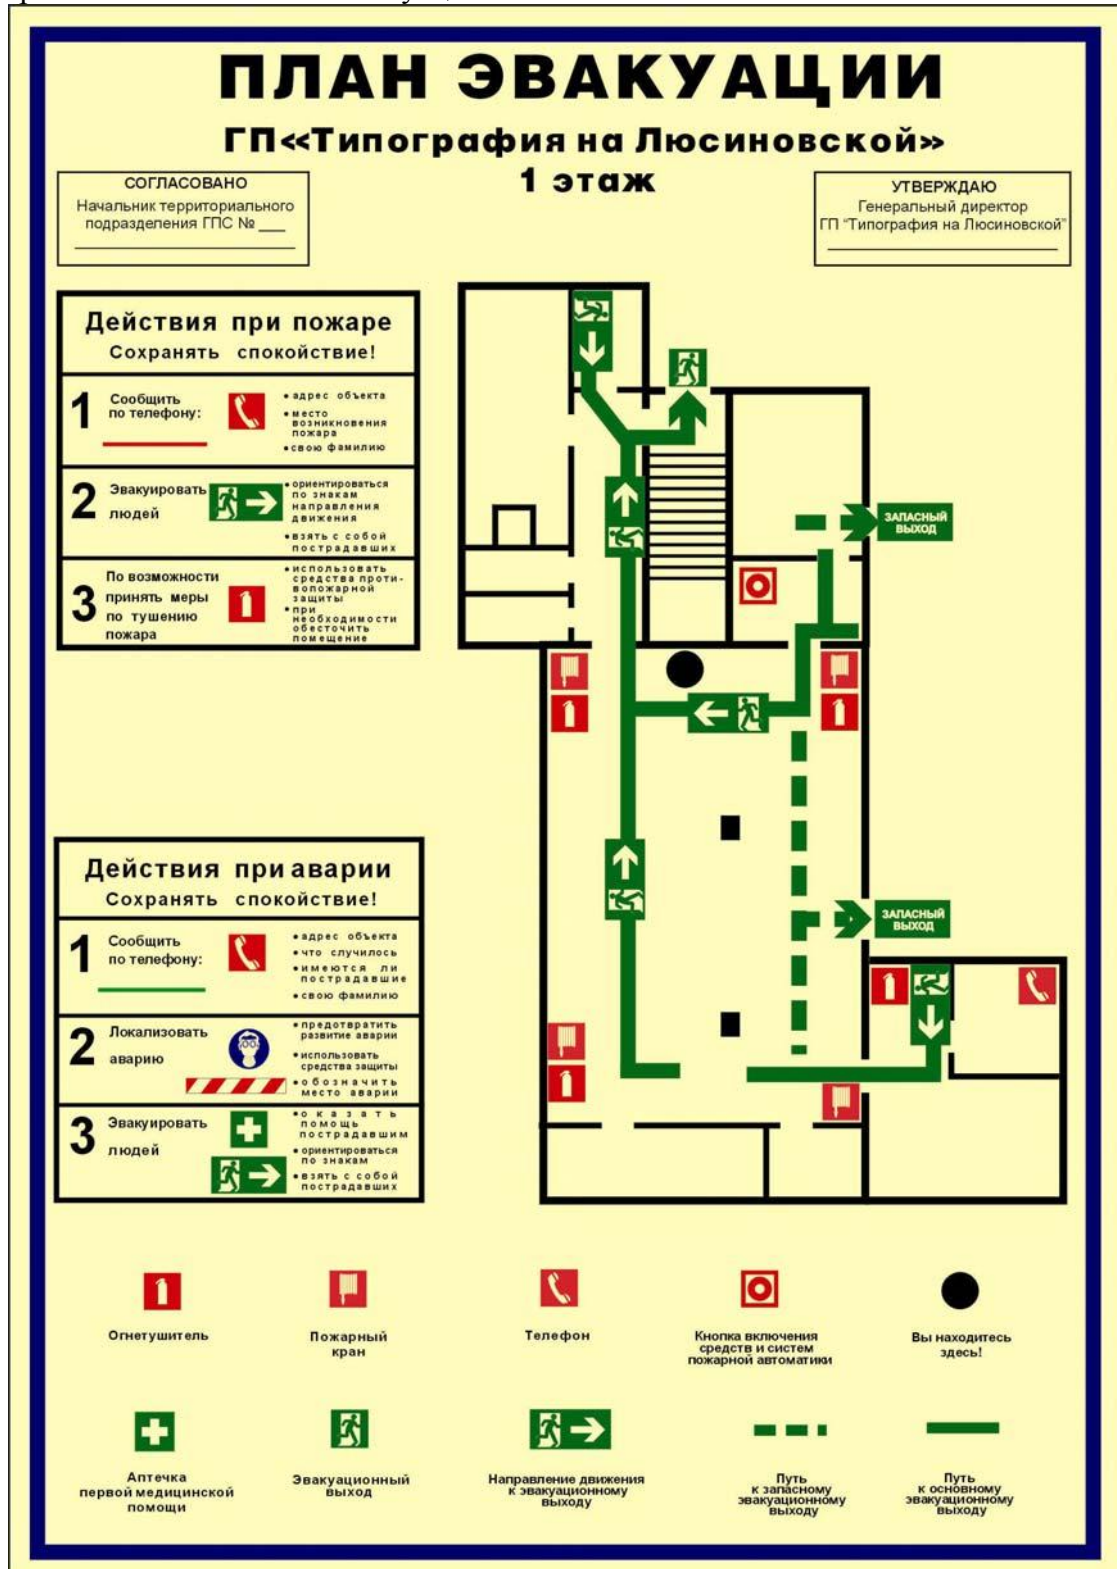 ПЛАН ЭВАКУАЦИИ
ГП«Типография на Люсиновской»
1 этаж
СОГЛАСОВАНО
Начальник территориального
подразделения ГПС № ___
УТВЕРЖДАЮ
Генеральный директор
ГП "Типография на Люсиновской"
Действия при пожаре
Сохранять спокойствие!
1 Сообщить
по телефону:
• адрес объекта
• место
возникновения
пожара
• свою фамилию
2 Эвакуировать
людей
• ориентироваться
по знакам
направления
движения
• взять с собой
пострадавших
3 По возможности
принять меры
по тушению
пожара
• использовать
средства проти-
вопожарной
защиты
• при
необходимости
обесточить
помещение
ЗАПАСНЫЙ
ВЫХОД
ЗАПАСНЫЙ
ВЫХОД
Действия при аварии
Сохранять спокойствие!
1 Сообщить
по телефону:
• адрес объекта
• что случилось
• имеются ли
пострадавшие
• свою фамилию
2 Локализовать
аварию
• предотвратить
развитие аварии
• использовать
средства защиты
• обозначить
место аварии
3 Эвакуировать
людей
• оказать
помощь
пострадавшим
• ориентироваться
по знакам
• взять с собой
пострадавших
Огнетушитель
Пожарный
кран
Телефон
Кнопка включения
средств и систем
пожарной автоматики
Вы находитесь
здесь!
Аптечка
первой медицинской
помощи
Эвакуационный
выход
Направление движения
к эвакуационному
выходу
Путь
к запасному
эвакуационному
выходу
Путь
к основному
эвакуационному
выходу